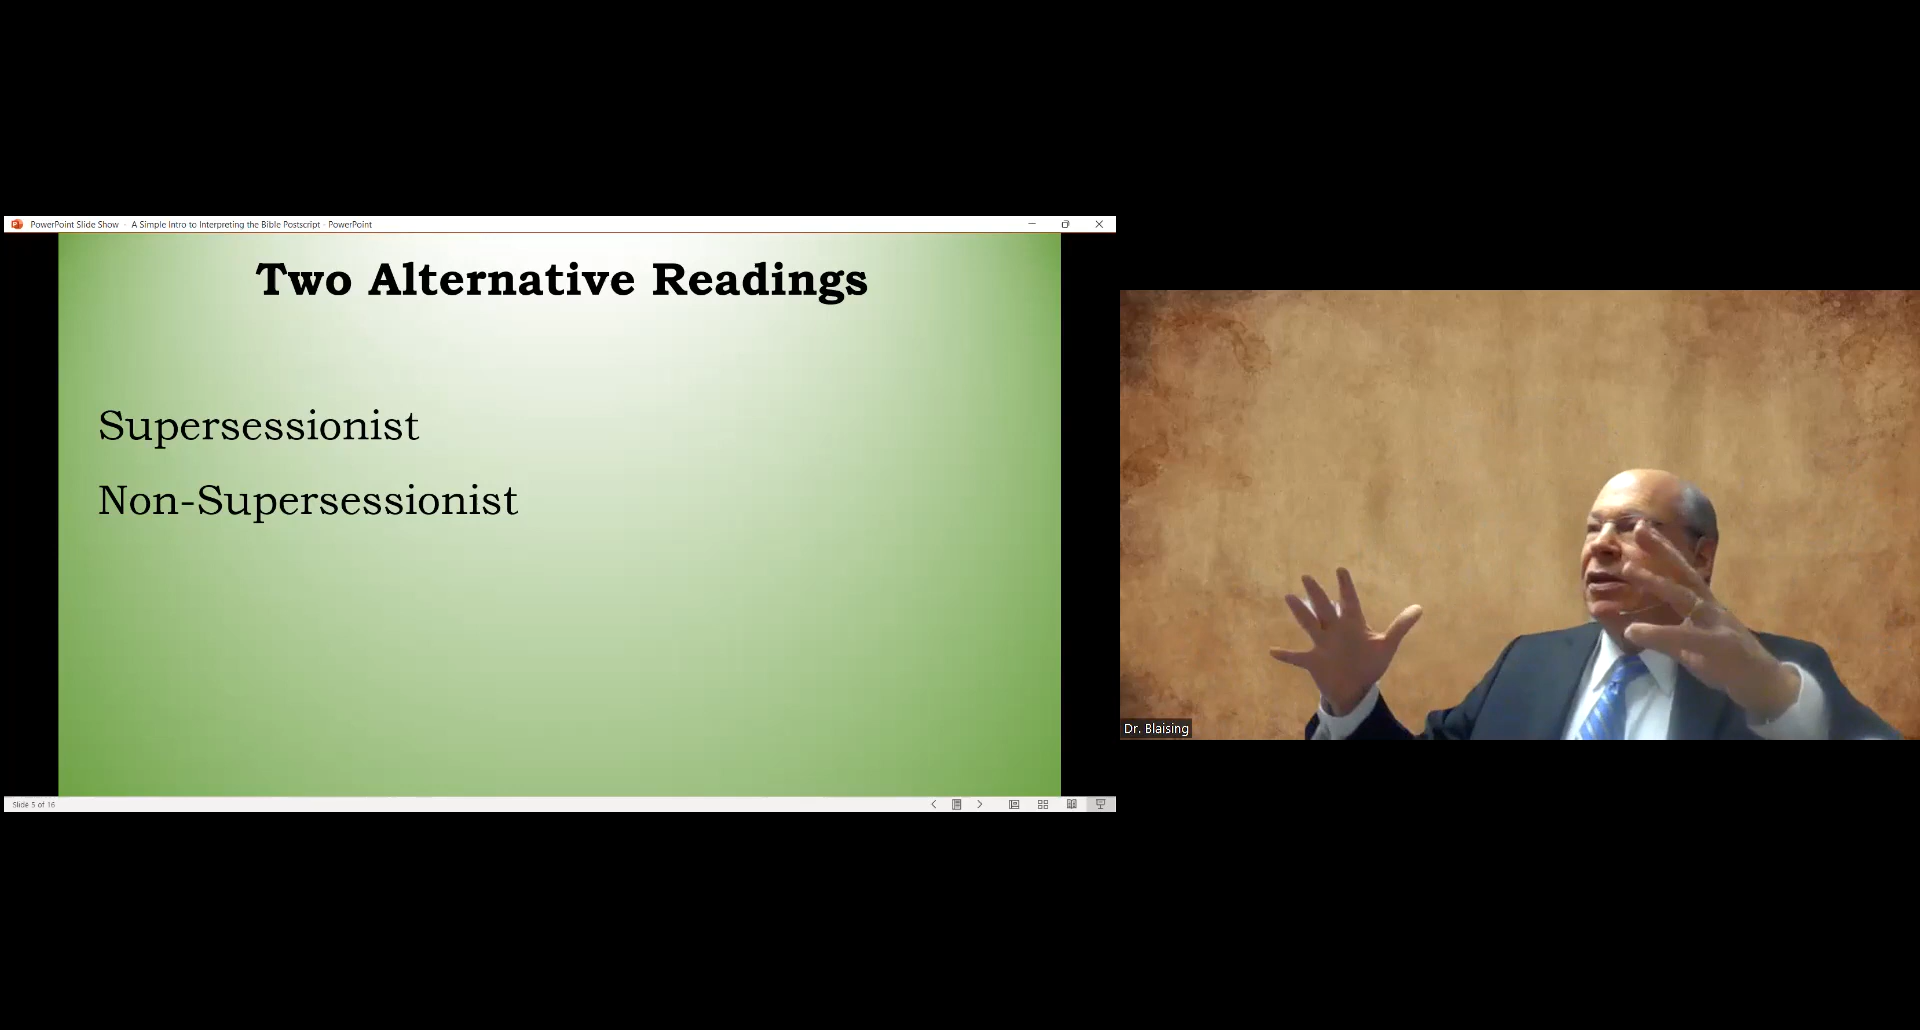 PowerPoint Slide Show - A Simple Intro to Interpreting the Bible Postscript - PowerPoint
Two Alternative Readings
Supersessionist
Non-Supersessionist
Slide 5 of 16
Dr. Blaising